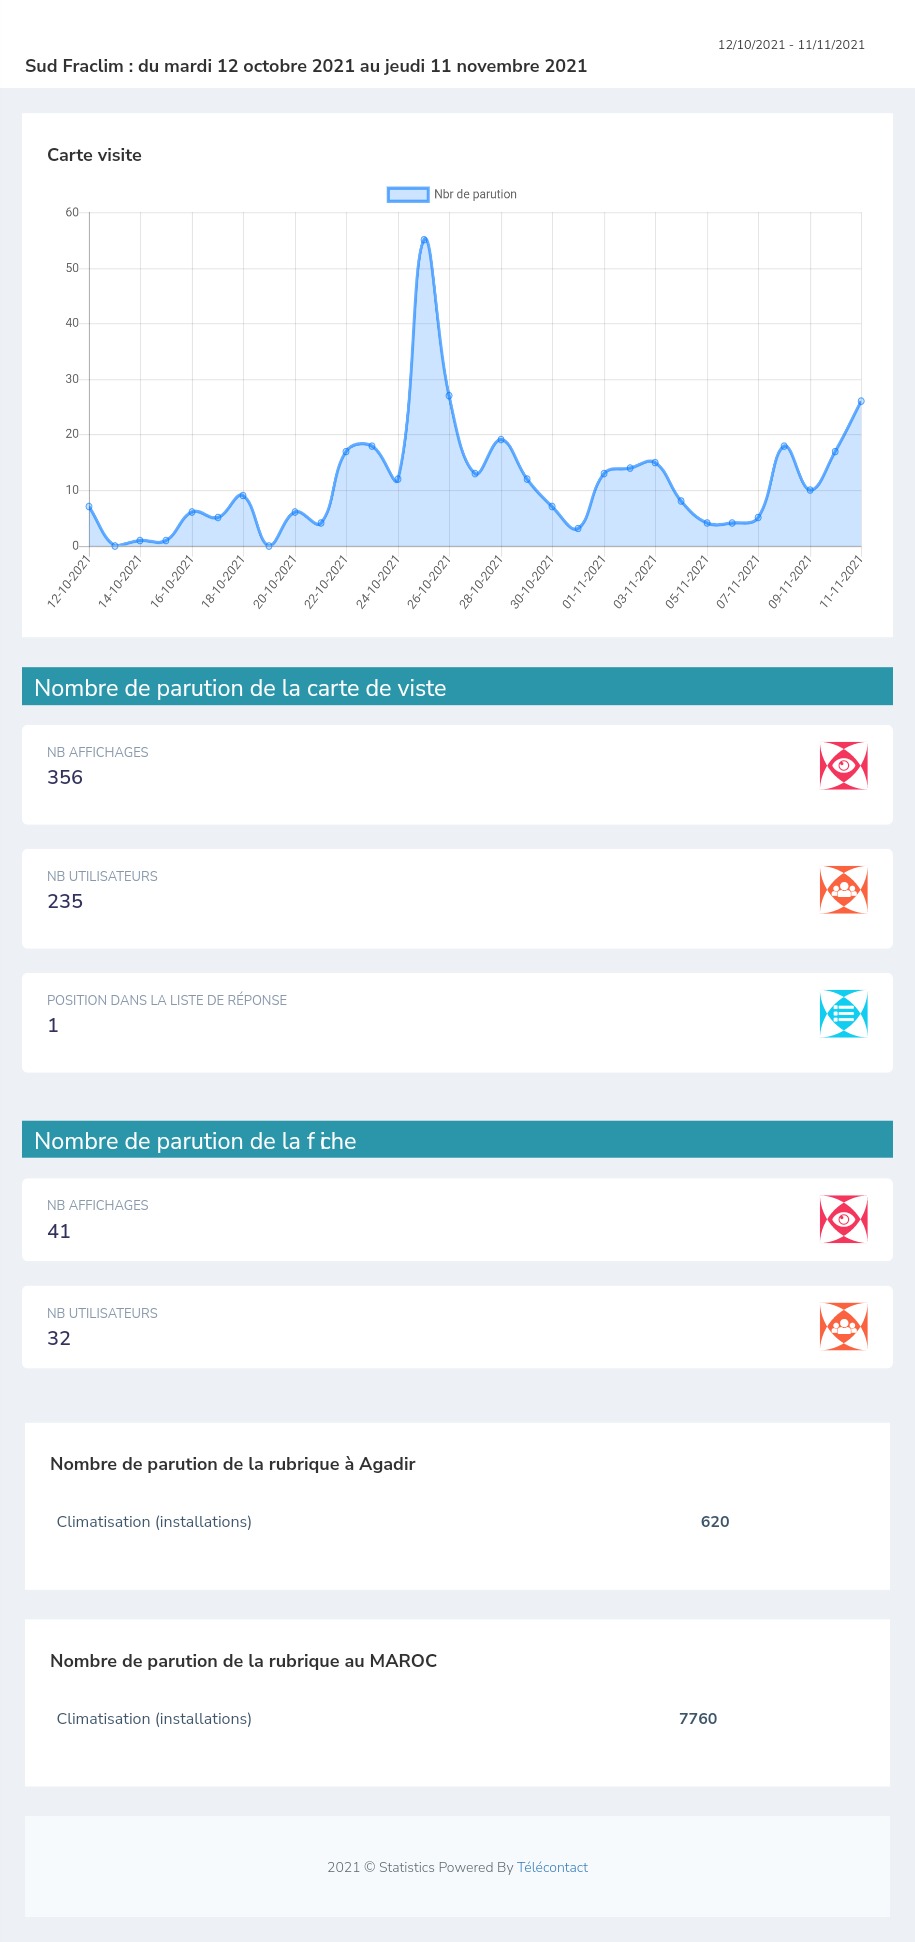 12/10/2021 - 11/11/2021
Sud Fraclim : du mardi 12 octobre 2021 au jeudi 11 novembre 2021
Carte visite
Nbr de parution
60
50
40
30
20
10
0
12-10-2021
14-10-2021
16-10-2021
18-10-2021
20-10-2021
22-10-2021
24-10-2021
26-10-2021
28-10-2021
30-10-2021
01-11-2021
03-11-2021
05-11-2021
07-11-2021
09-11-2021
11-11-2021
Nombre de parution de la carte de viste
NB AFFICHAGES
356
NB UTILISATEURS
235
POSITION DANS LA LISTE DE RÉPONSE
1
Nombre de parution de la fiche
NB AFFICHAGES
41
NB UTILISATEURS
32
Nombre de parution de la rubrique à Agadir
Climatisation (installations) 620
Nombre de parution de la rubrique au MAROC
Climatisation (installations) 7760
2021 © Statistics Powered By Télécontact